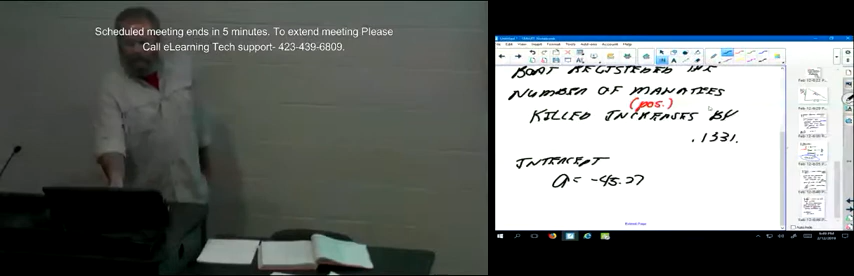 Scheduled meeting ends in 5 minutes. To extend meeting Please
Call eLearning Tech support- 423-439-6809.
BOAT REGISTERED THE
NUMBER OF MANATEES
(pos.)
KILLED INCREASES BY
.1331.
INTERCEPT
a = -45.27